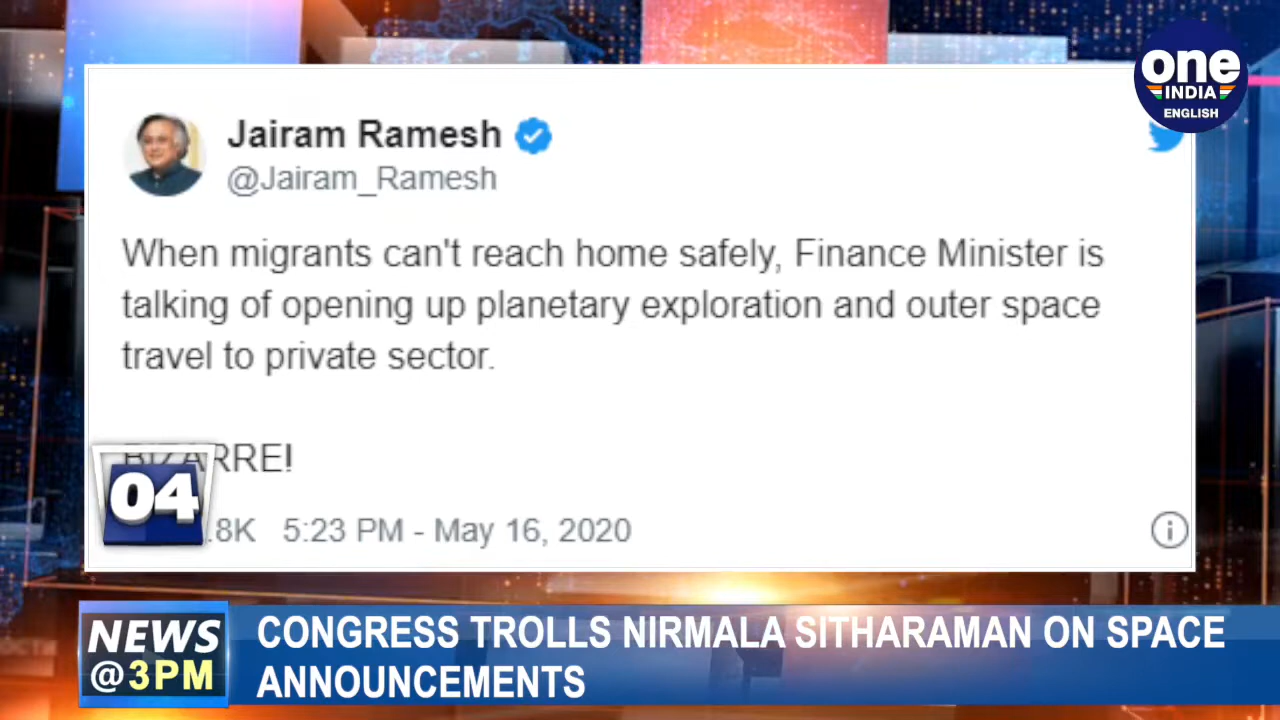 one
INDIA
ENGLISH
Jairam Ramesh
@Jairam_Ramesh
When migrants can't reach home safely, Finance Minister is
talking of opening up planetary exploration and outer space
travel to private sector.
BIZARRE!
04
.8K 5:23 PM - May 16, 2020
NEWS
@3PM
CONGRESS TROLLS NIRMALA SITHARAMAN ON SPACE
ANNOUNCEMENTS